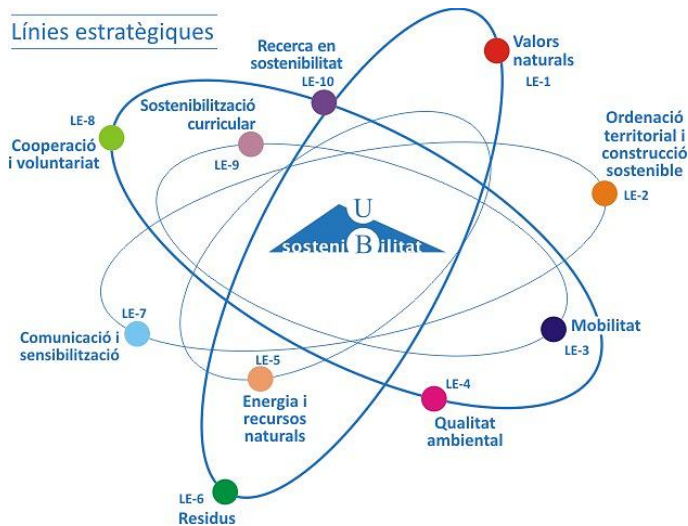 Línies estratègiques
Recerca en
sostenibilitat
LE-10
Valors
naturals
LE-1
LE-8
Cooperació
i voluntariat
Sostenibilització
curricular
LE-9
Ordenació
territorial i
construcció
sostenible
LE-2
U
B
sostenibilitat
LE-7
Comunicació i
sensibilització
Mobilitat
LE-3
LE-5
Energia i
recursos
naturals
LE-4
Qualitat
ambiental
LE-6
Residus